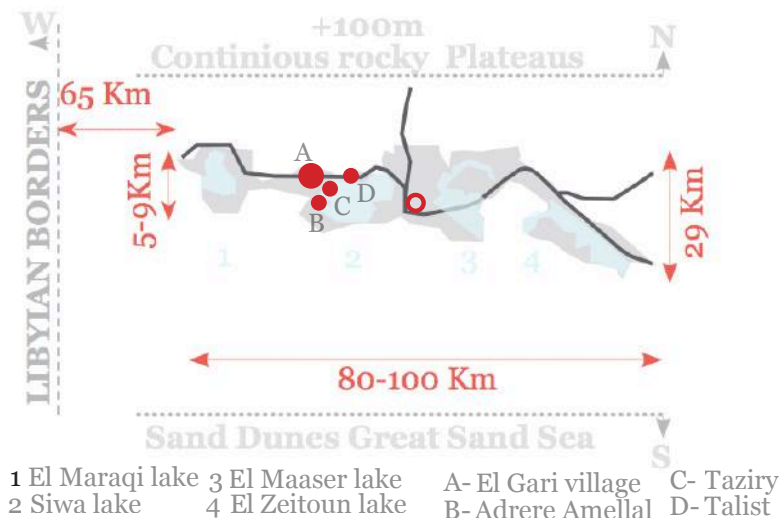 W
+100m
N
Continious rocky Plateaus
65 Km
LIBYIAN BORDERS
A
D
C
B
5-9Km
29 Km
1
2
3
4
80-100 Km
Sand Dunes Great Sand Sea
S
1 El Maraqi lake
2 Siwa lake
3 El Maaser lake
4 El Zeitoun lake
A- El Gari village
B- Adrere Amellal
C- Taziry
D- Talist